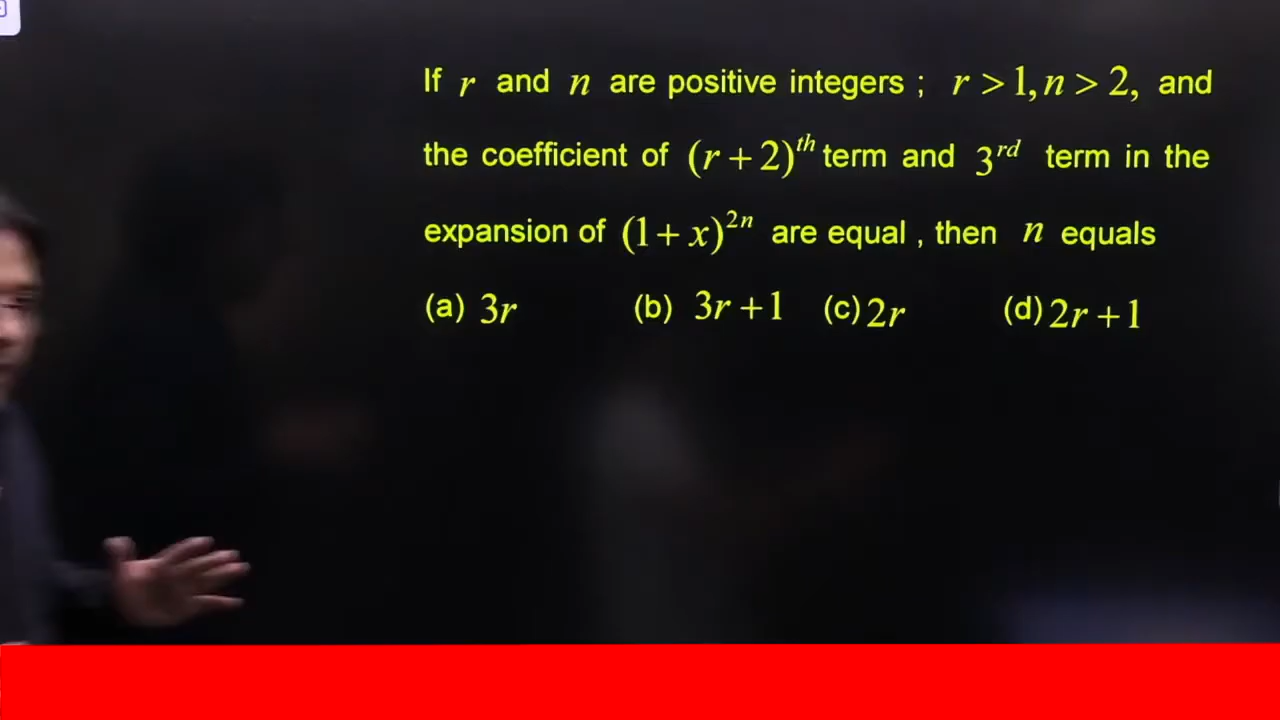 If r and n are positive integers ; r > 1, n > 2, and
the coefficient of (r + 2)^th term and 3^rd term in the
expansion of (1 + x)^2n are equal , then n equals
(a) 3r (b) 3r + 1 (c) 2r (d) 2r + 1